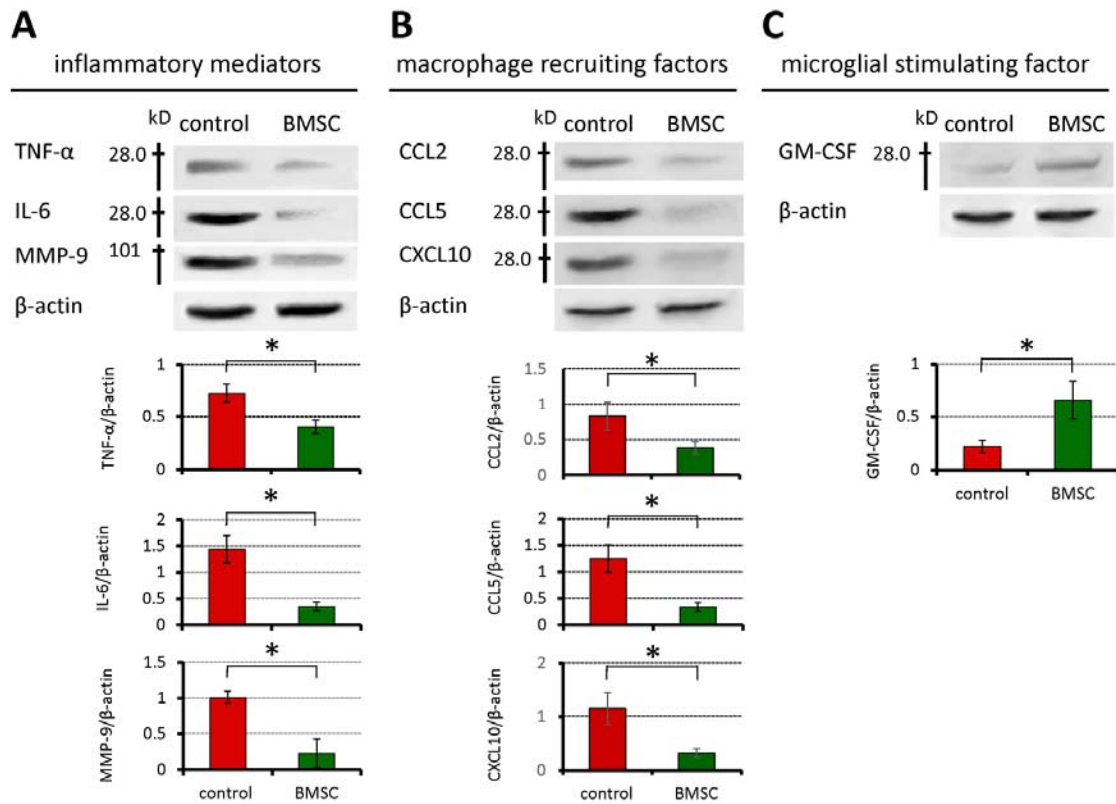 A
inflammatory mediators
kD control BMSC
TNF-α 28.0
IL-6 28.0
MMP-9 101
β-actin
*
TNF-α/β-actin
1
0.5
0
*
IL-6/β-actin
2
1.5
1
0.5
0
*
MMP-9/β-actin
1.5
1
0.5
0
control BMSC
B
macrophage recruiting factors
kD control BMSC
CCL2 28.0
CCL5 28.0
CXCL10 28.0
β-actin
*
CCL2/β-actin
1.5
1
0.5
0
*
CCL5/β-actin
2
1.5
1
0.5
0
*
CXCL10/β-actin
2
1
0
control BMSC
C
microglial stimulating factor
kD control BMSC
GM-CSF 28.0
β-actin
*
GM-CSF/β-actin
1
0.5
0
control BMSC